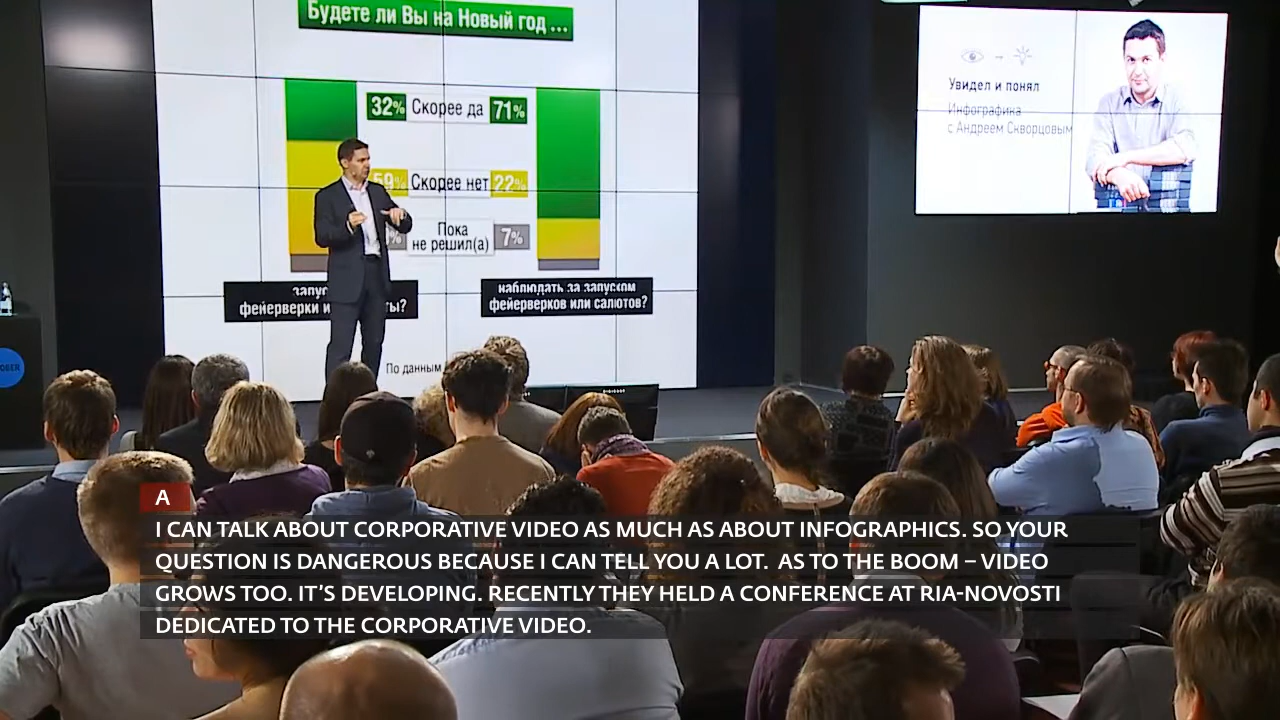 Будете ли Вы на Новый год ...
32% Скорее да 71%
59% Скорее нет 22%
% Пока не решил(а) 7%
фейерверки и
ты?
наблюдать за запуском
фейерверков или салютов?
По данным
Увидел и понял
Инфографика
с Андреем Скворцовым
A
I CAN TALK ABOUT CORPORATIVE VIDEO AS MUCH AS ABOUT INFOGRAPHICS. SO YOUR
QUESTION IS DANGEROUS BECAUSE I CAN TELL YOU A LOT. AS TO THE BOOM – VIDEO
GROWS TOO. IT'S DEVELOPING. RECENTLY THEY HELD A CONFERENCE AT RIA-NOVOSTI
DEDICATED TO THE CORPORATIVE VIDEO.